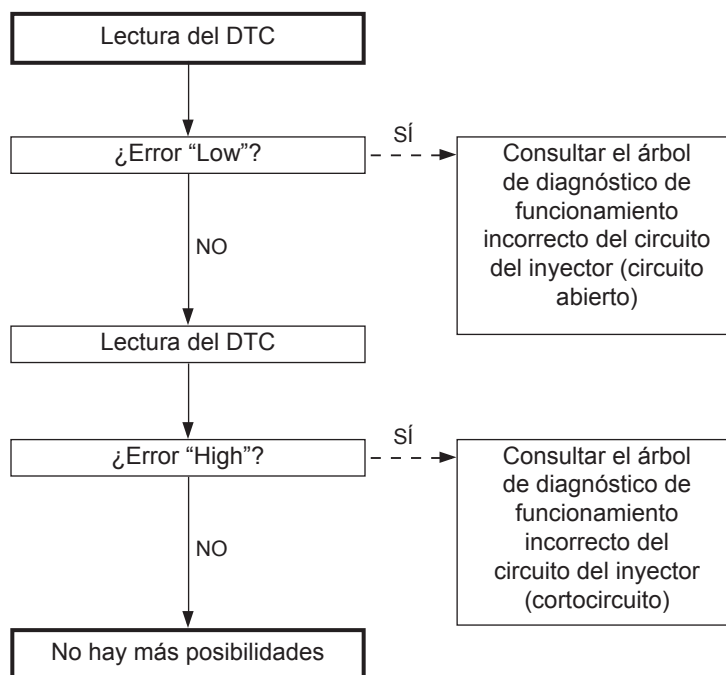 Lectura del DTC
¿Error “Low”?
SÍ
Consultar el árbol
de diagnóstico de
funcionamiento
incorrecto del circuito
del inyector (circuito
abierto)
NO
Lectura del DTC
¿Error “High”?
SÍ
Consultar el árbol
de diagnóstico de
funcionamiento
incorrecto del
circuito del inyector
(cortocircuito)
NO
No hay más posibilidades